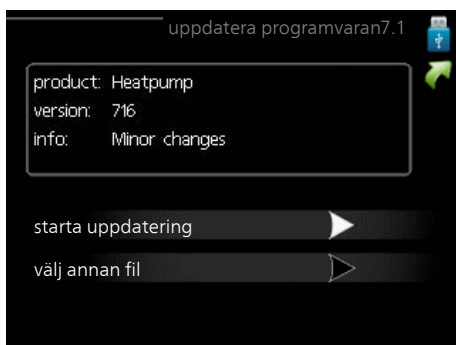 uppdatera programvaran7.1
product: Heatpump
version: 716
info: Minor changes
starta uppdatering
välj annan fil